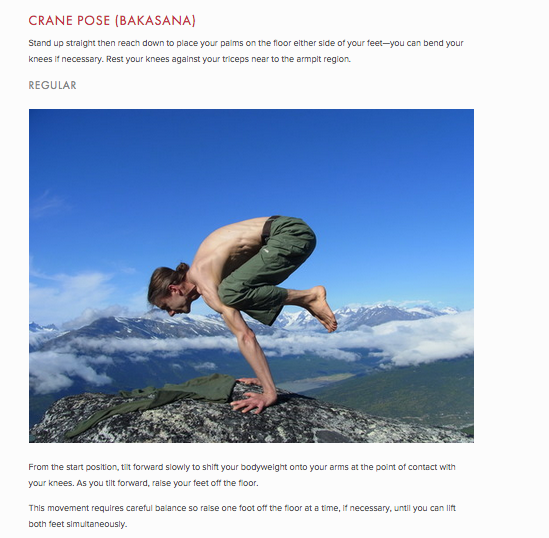 CRANE POSE (BAKASANA)
Stand up straight then reach down to place your palms on the floor either side of your feet—you can bend your
knees if necessary. Rest your knees against your triceps near to the armpit region.
REGULAR
From the start position, tilt forward slowly to shift your bodyweight onto your arms at the point of contact with
your knees. As you tilt forward, raise your feet off the floor.
This movement requires careful balance so raise one foot off the floor at a time, if necessary, until you can lift
both feet simultaneously.